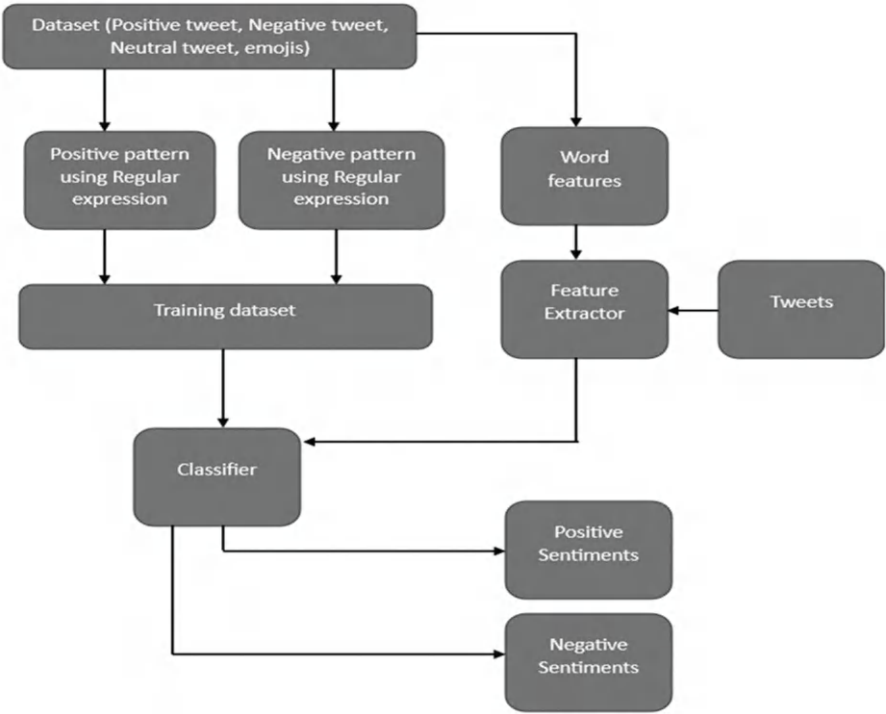 Dataset (Positive tweet, Negative tweet,
Neutral tweet, emojis)
Positive pattern
using Regular
expression
Negative pattern
using Regular
expression
Word
features
Training dataset
Feature
Extractor
Tweets
Classifier
Positive
Sentiments
Negative
Sentiments